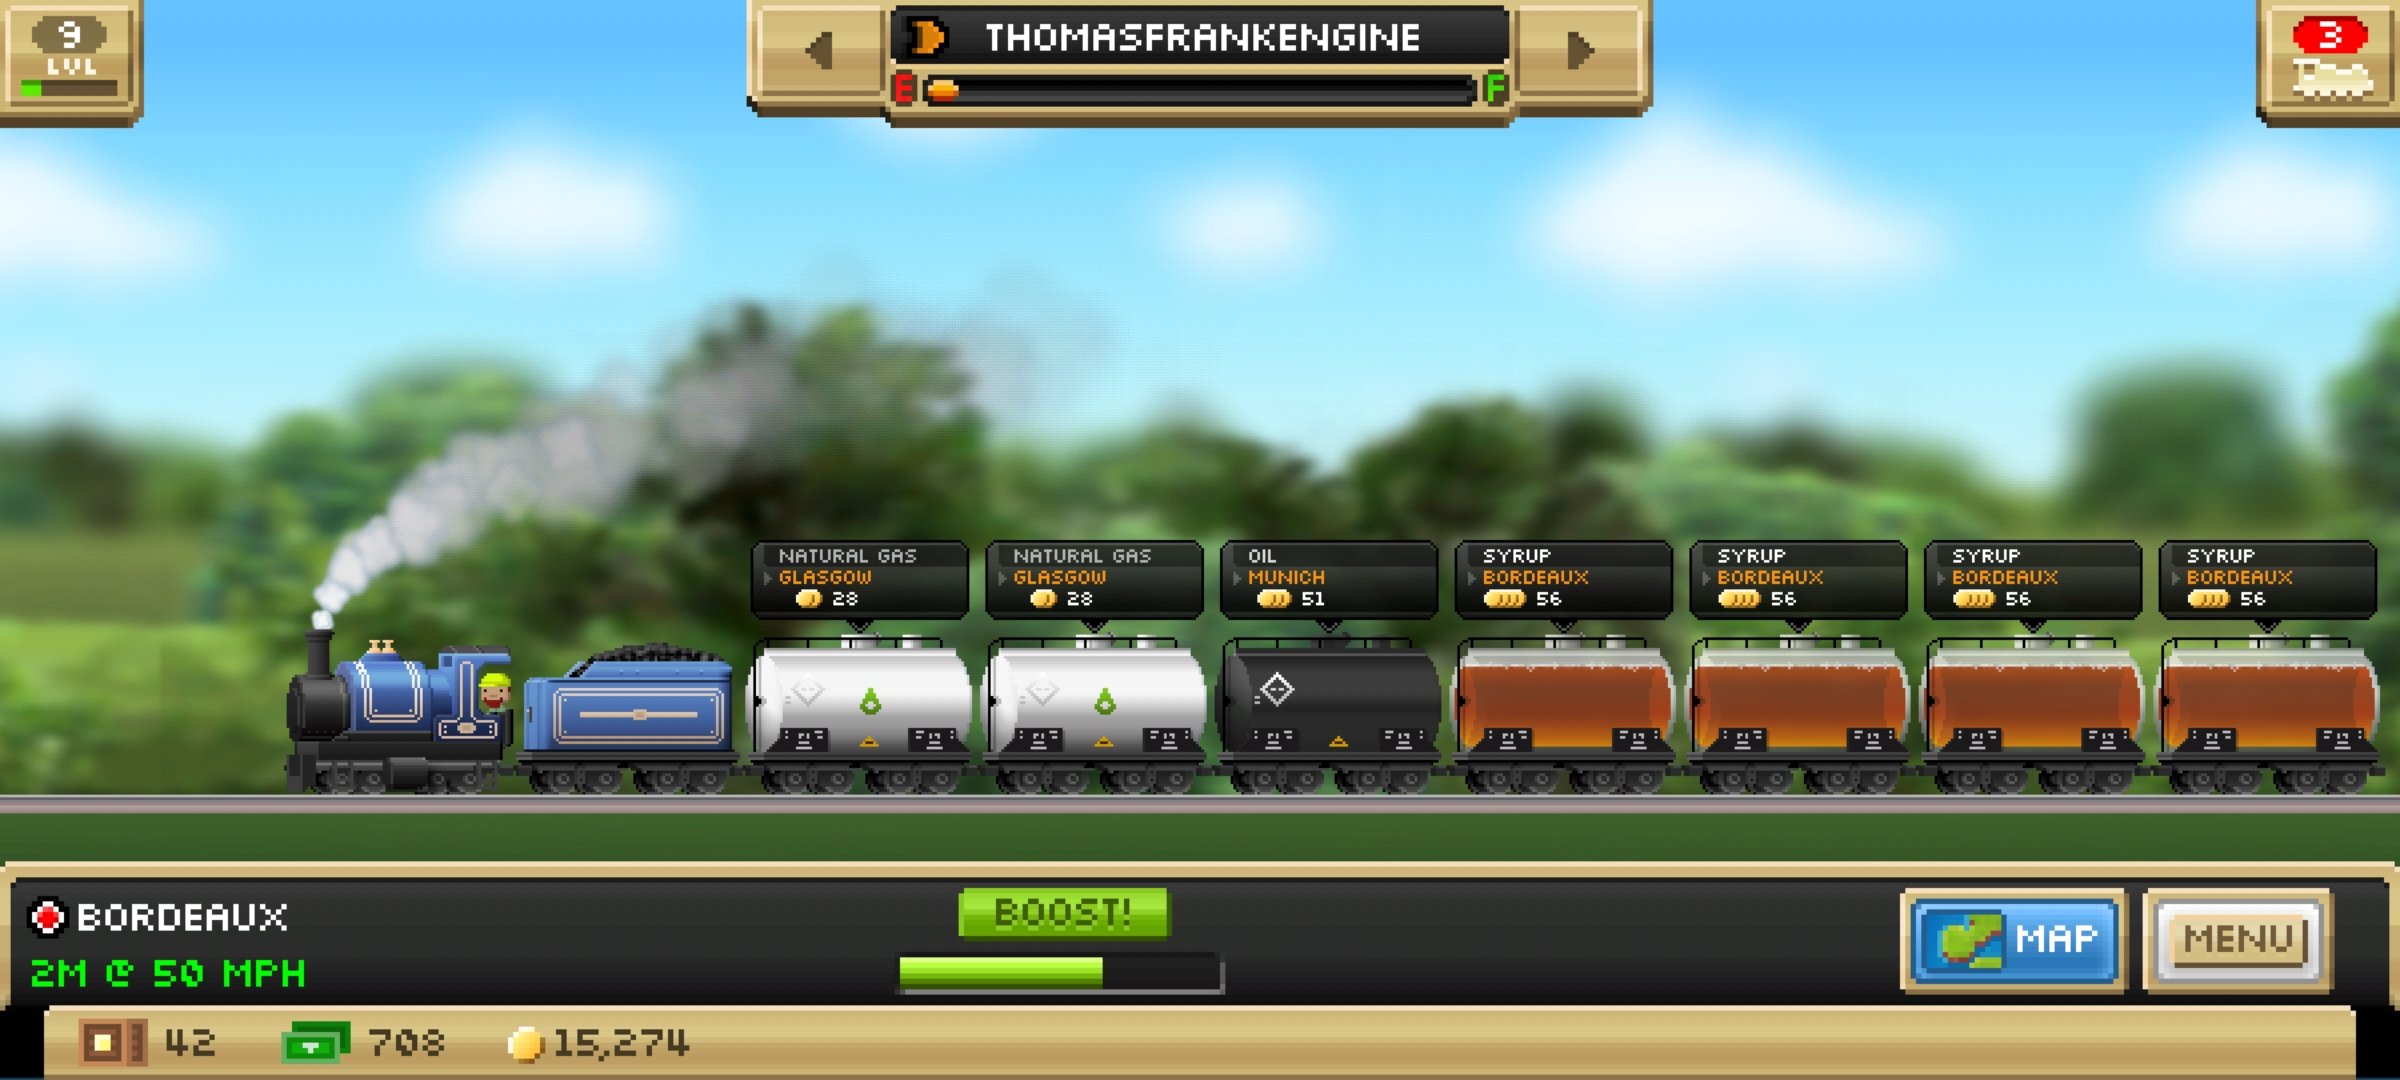 9
LVL
THOMASFRANKENGINE
E F
3
NATURAL GAS
GLASGOW
28
NATURAL GAS
GLASGOW
28
OIL
MUNICH
51
SYRUP
BORDEAUX
56
SYRUP
BORDEAUX
56
SYRUP
BORDEAUX
56
SYRUP
BORDEAUX
56
BORDEAUX
2M @ 50 MPH
BOOST!
MAP
MENU
42
708
15,274